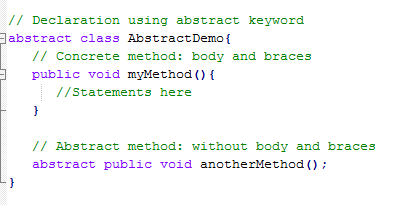 // Declaration using abstract keyword
abstract class AbstractDemo{
// Concrete method: body and braces
public void myMethod(){
//Statements here
}
// Abstract method: without body and braces
abstract public void anotherMethod();
}